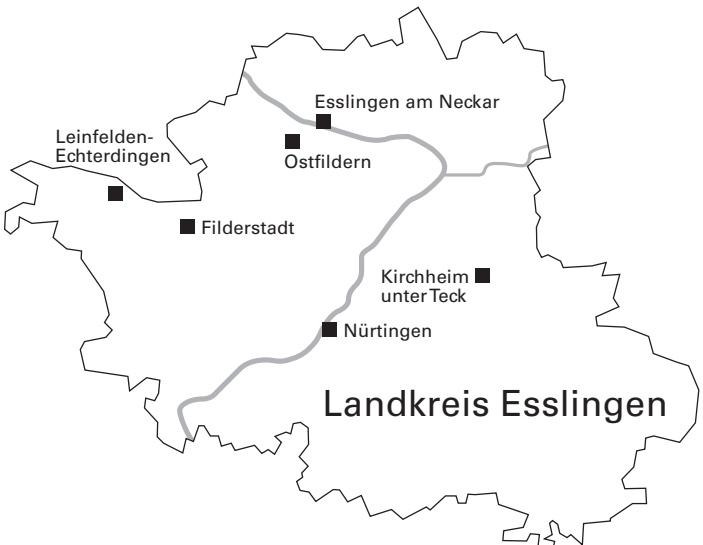 Esslingen am Neckar
Leinfelden-
Echterdingen
Ostfildern
Filderstadt
Kirchheim
unter Teck
Nürtingen
Landkreis Esslingen